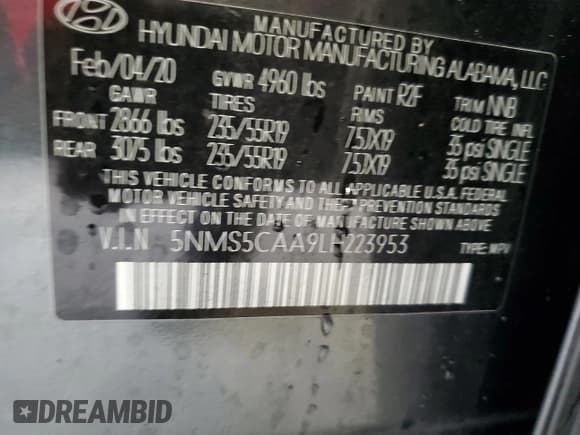 MANUFACTURED BY
HYUNDAI MOTOR MANUFACTURING ALABAMA, LLC
Feb/04/20 GVWR 4960 lbs PAINT R2F TRIM NNB
GAWR TIRES RIMS COLD TIRE INFL
FRONT 2866 lbs 235/55R19 7.5JX19 35 psi SINGLE
REAR 3075 lbs 235/55R19 7.5JX19 35 psi SINGLE
THIS VEHICLE CONFORMS TO ALL APPLICABLE U.S.A. FEDERAL
MOTOR VEHICLE SAFETY, BUMPER, AND THEFT PREVENTION STANDARDS
IN EFFECT ON THE DATE OF MANUFACTURE SHOWN ABOVE.
V.I.N 5NMS5CAA9LH223953 TYPE: MPV
DREAMBID